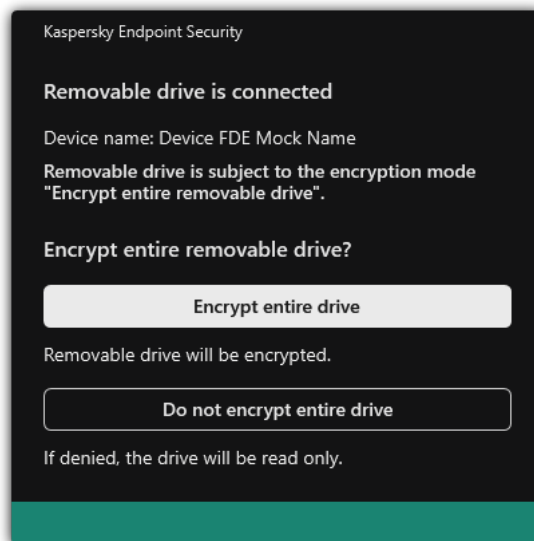 Kaspersky Endpoint Security
Removable drive is connected
Device name: Device FDE Mock Name
Removable drive is subject to the encryption mode
"Encrypt entire removable drive".
Encrypt entire removable drive?
Encrypt entire drive
Removable drive will be encrypted.
Do not encrypt entire drive
If denied, the drive will be read only.